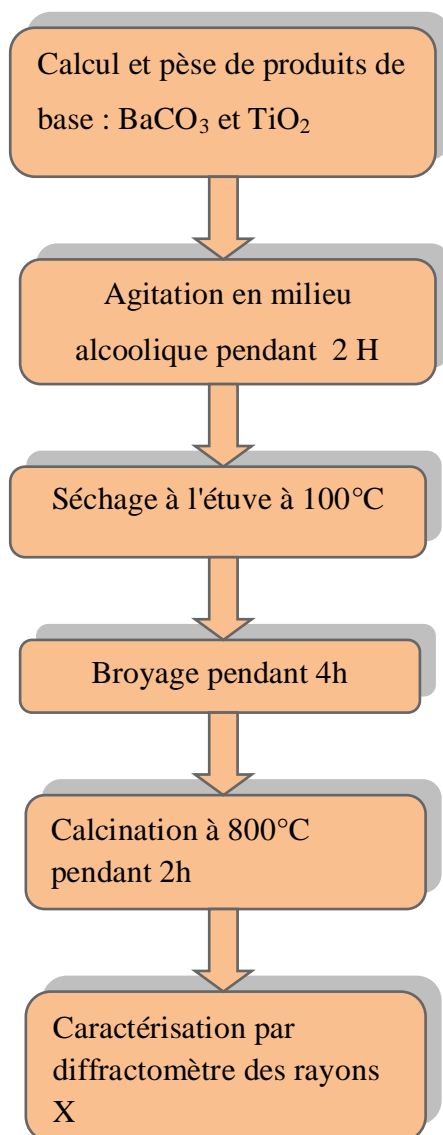 Calcul et pèse de produits de
base : BaCO₃ et TiO₂
Agitation en milieu
alcoolique pendant 2 H
Séchage à l'étuve à 100°C
Broyage pendant 4h
Calcination à 800°C
pendant 2h
Caractérisation par
diffractomètre des rayons
X